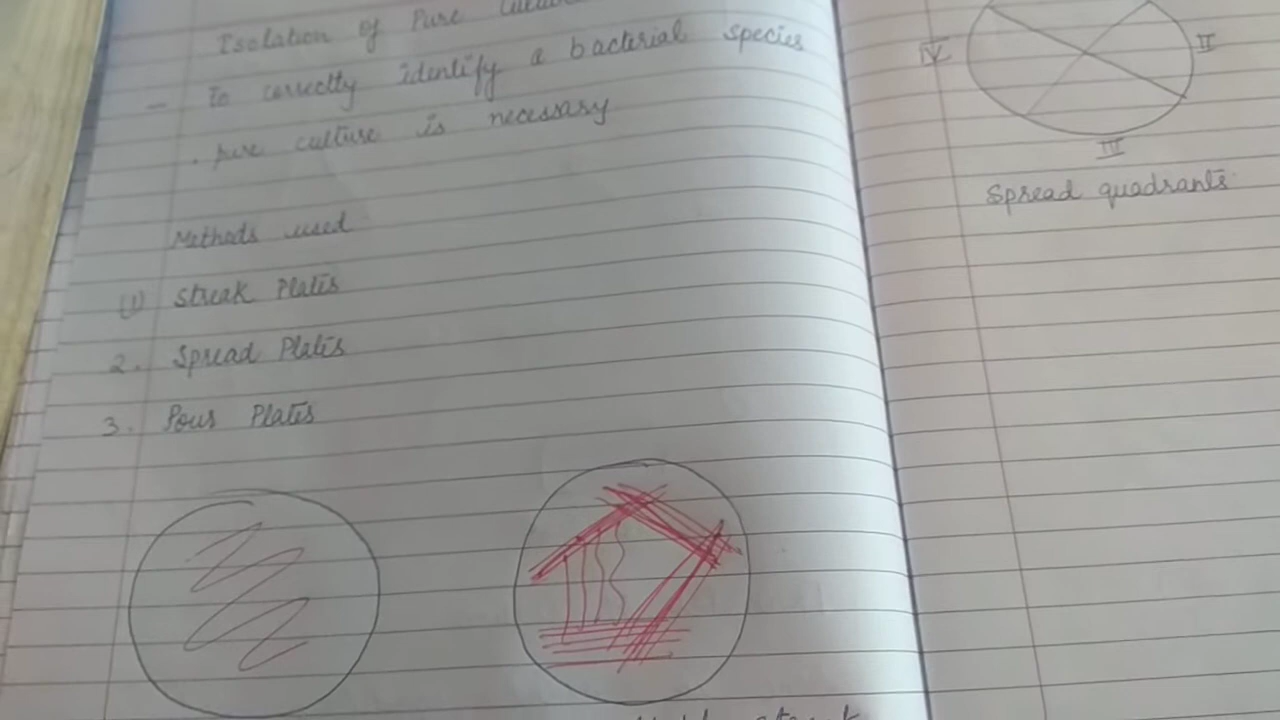 Isolation of Pure
- To correctly identify a bacterial species
. pure culture is necessary
Methods used
(1) Streak Plates
2. Spread Plates
3. Pour Plates
IV
II
III
Spread quadrants